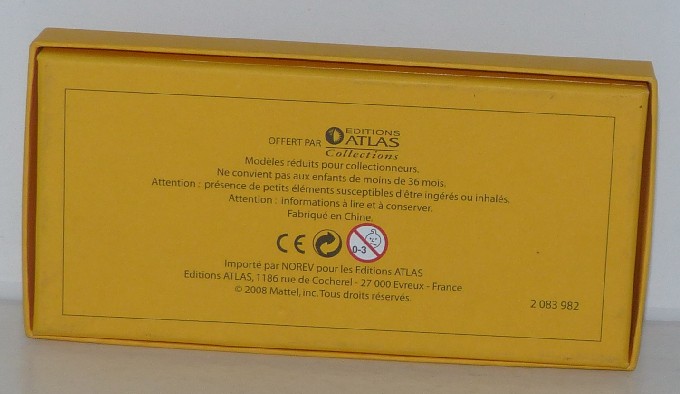 OFFERT PAR EDITIONS ATLAS Collections
Modèles réduits pour collectionneurs.
Ne convient pas aux enfants de moins de 36 mois.
Attention : présence de petits éléments susceptibles d'être ingérés ou inhalés.
Attention : Informations à lire et à conserver.
Fabriqué en Chine.
CE 0-3
Importé par NOREV pour les Editions ATLAS
Editions ATLAS, 1186 rue de Cocherel - 27 000 Evreux - France
© 2008 Mattel, inc. Tous droits réservés.
2 083 982